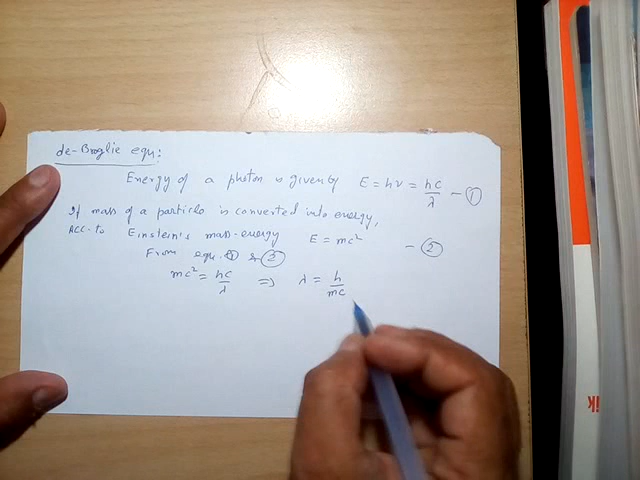 de-Broglie eqn:
Energy of a photon is given by E = hν = hc/λ — ①
If mass of a particle is converted into energy,
Acc. to Einstein's mass-energy E = mc² — ②
From eqn. ① & ②
mc² = hc/λ ⇒ λ = h/mc
ik